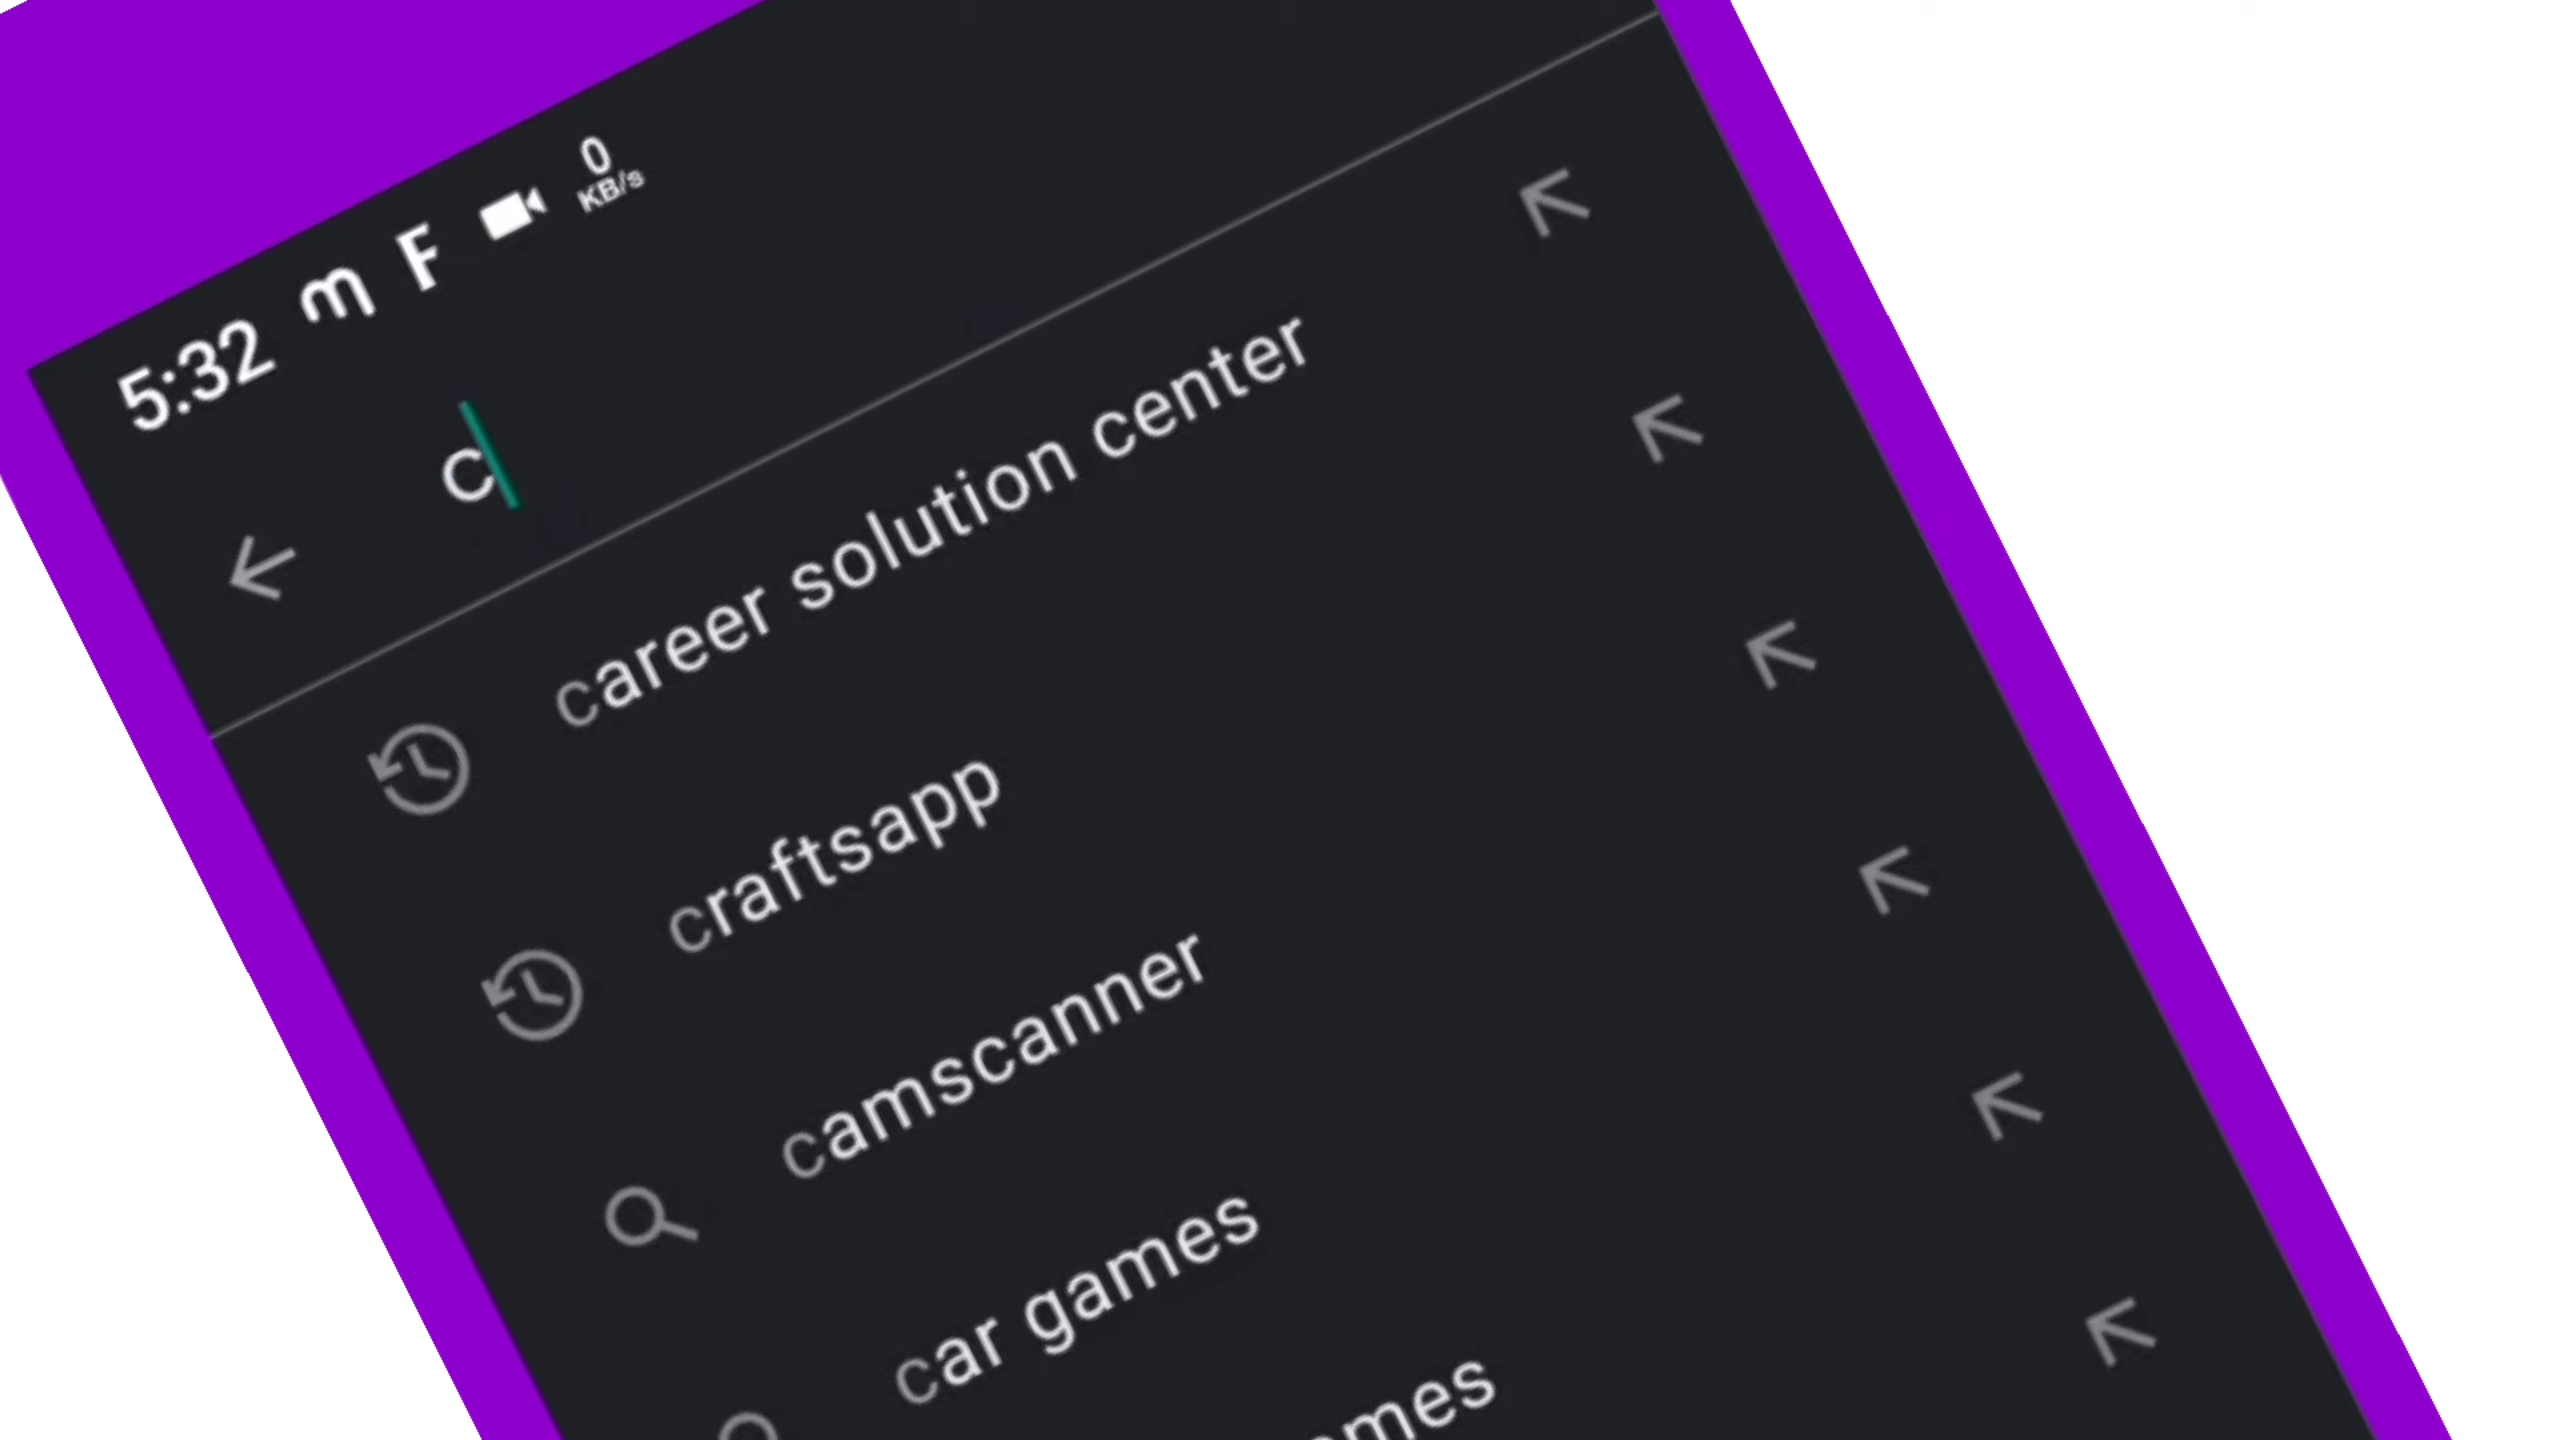 5:32 m F 0 KB/s
c
career solution center
craftsapp
camscanner
car games